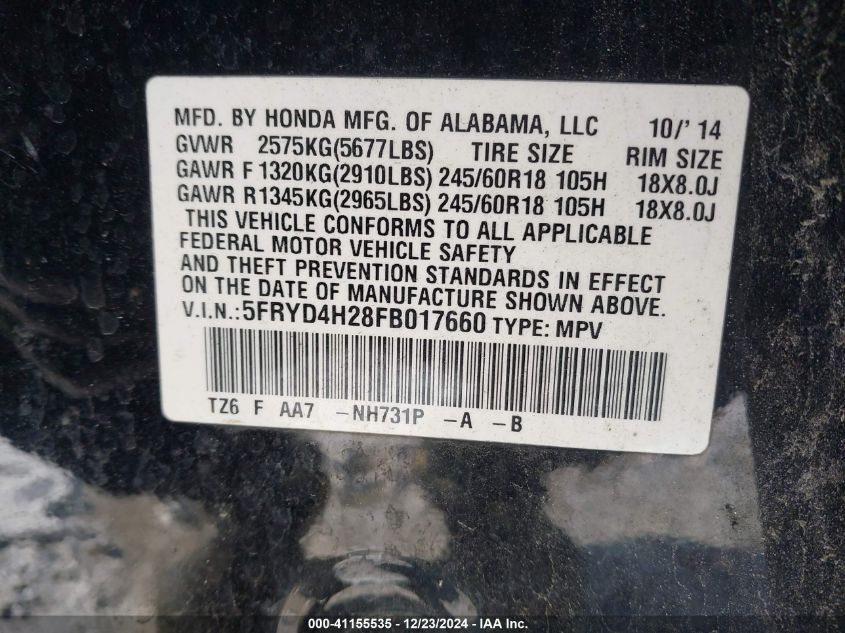 MFD. BY HONDA MFG. OF ALABAMA, LLC 10/' 14
GVWR 2575KG(5677LBS) TIRE SIZE RIM SIZE
GAWR F 1320KG(2910LBS) 245/60R18 105H 18X8.0J
GAWR R1345KG(2965LBS) 245/60R18 105H 18X8.0J
THIS VEHICLE CONFORMS TO ALL APPLICABLE
FEDERAL MOTOR VEHICLE SAFETY
AND THEFT PREVENTION STANDARDS IN EFFECT
ON THE DATE OF MANUFACTURE SHOWN ABOVE.
V.I.N.:5FRYD4H28FB017660 TYPE: MPV
TZ6 F AA7 -NH731P -A -B
000-41155535 - 12/23/2024 - IAA Inc.